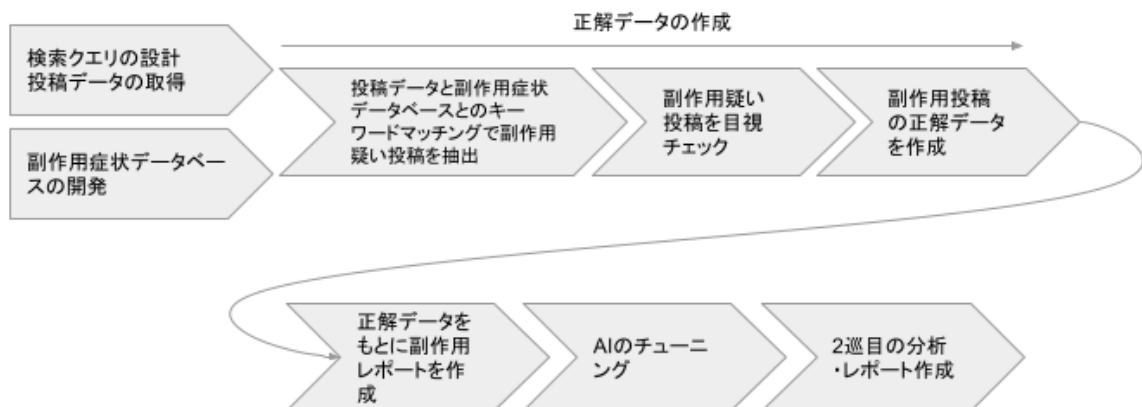 正解データの作成
検索クエリの設計
投稿データの取得
副作用症状データベー
スの開発
投稿データと副作用症状
データベースとのキー
ワードマッチングで副作用
疑い投稿を抽出
副作用疑い
投稿を目視
チェック
副作用投稿
の正解データ
を作成
正解データを
もとに副作用
レポートを作
成
AIのチューニ
ング
2巡目の分析
・レポート作成